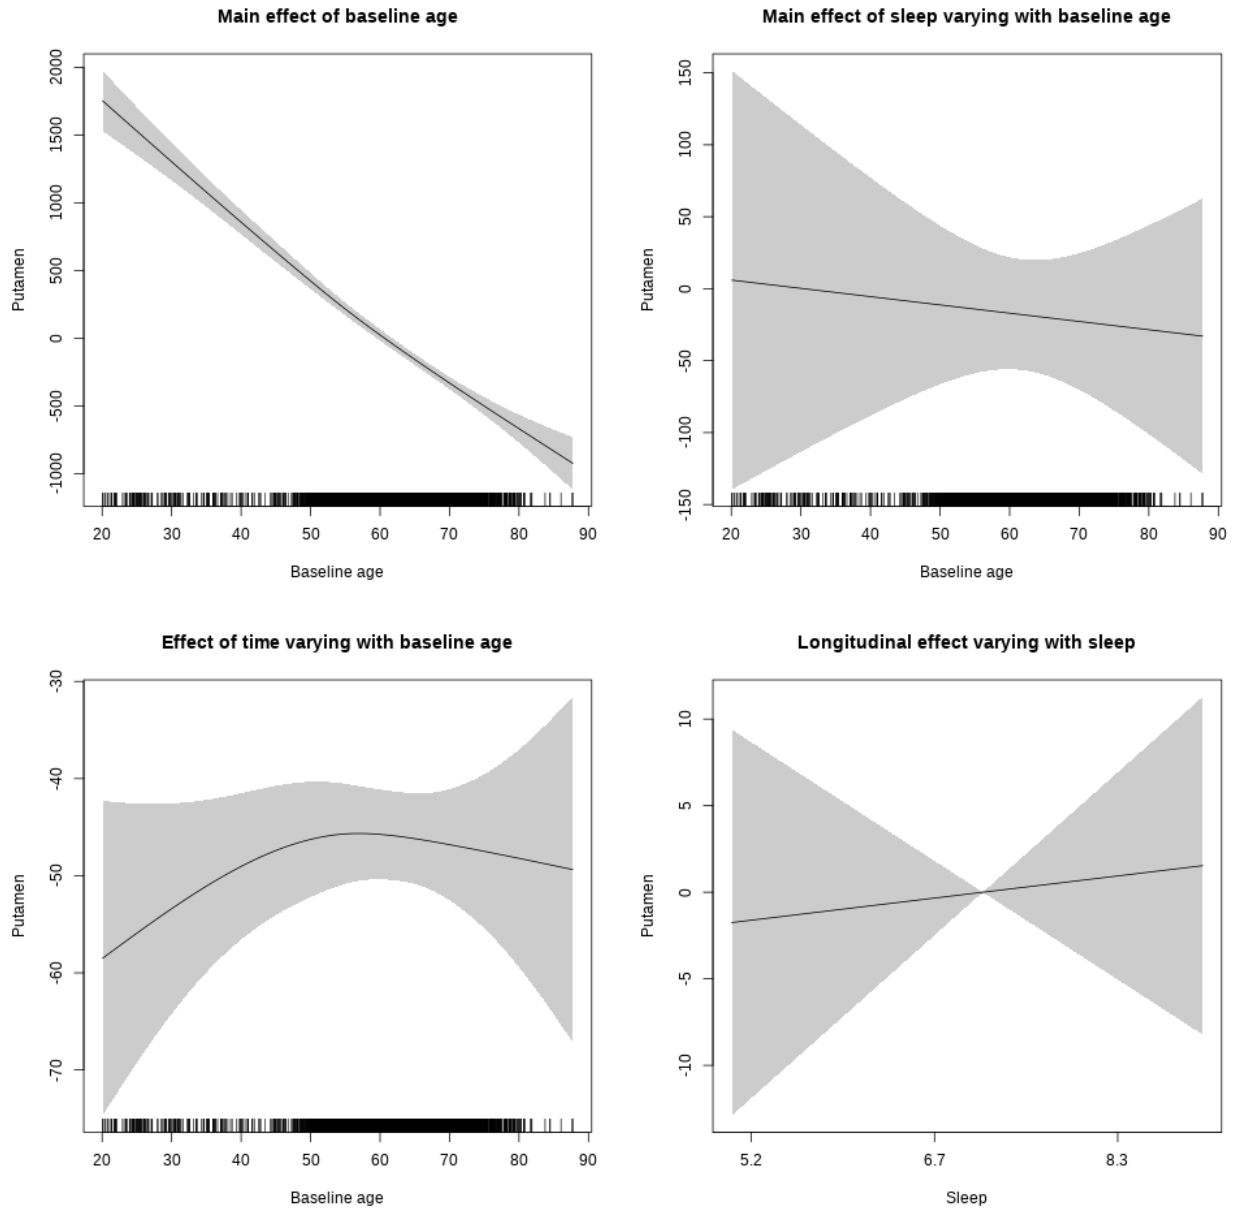 Main effect of baseline age
Putamen
2000
1500
1000
500
0
-500
-1000
20 30 40 50 60 70 80 90
Baseline age
Main effect of sleep varying with baseline age
Putamen
150
100
50
0
-50
-100
-150
20 30 40 50 60 70 80 90
Baseline age
Effect of time varying with baseline age
Putamen
-30
-40
-50
-60
-70
20 30 40 50 60 70 80 90
Baseline age
Longitudinal effect varying with sleep
Putamen
10
5
0
-5
-10
5.2 6.7 8.3
Sleep